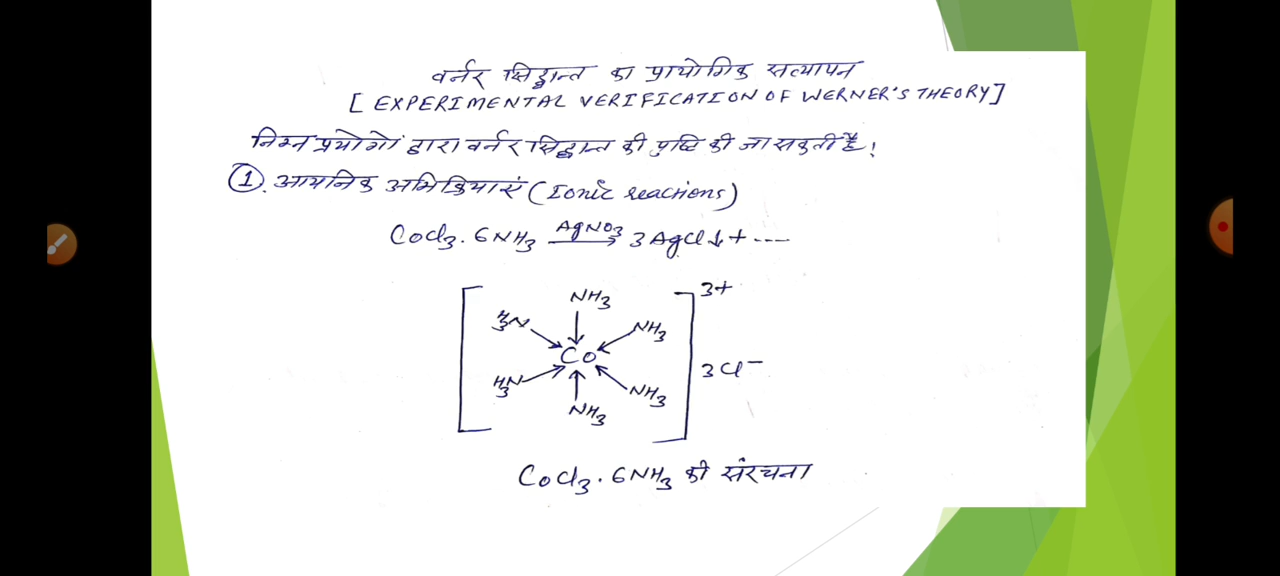 वर्नर सिद्धान्त का प्रायोगिक सत्यापन
[ EXPERIMENTAL VERIFICATION OF WERNER'S THEORY]
निम्न प्रयोगों द्वारा वर्नर सिद्धान्त की पुष्टि की जा सकती है!
①. आयनिक अभिक्रियाएं (Ionic reactions)
CoCl₃. 6NH₃ —AgNO₃→ 3AgCl↓ + ----
[ NH₃ ]³⁺
H₃N NH₃
Co
3Cl⁻
H₃N NH₃
NH₃
CoCl₃. 6NH₃ की संरचना